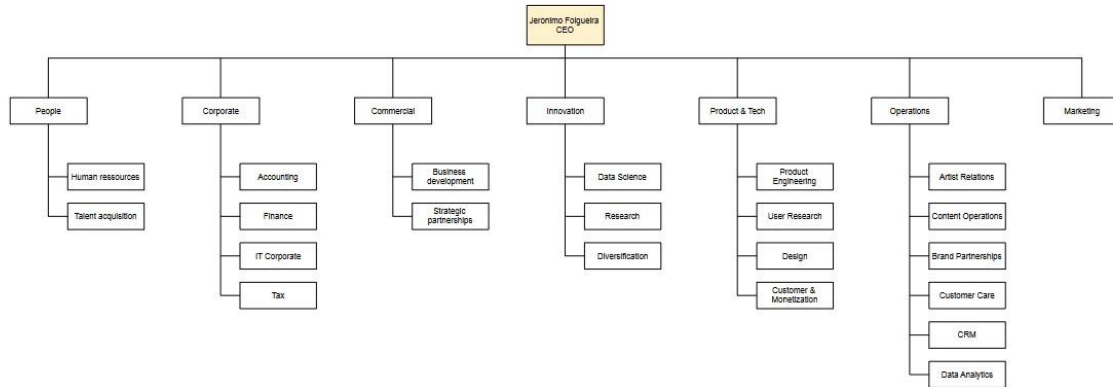 Jeronimo Folgueira
CEO
People
Corporate
Commercial
Innovation
Product & Tech
Operations
Marketing
Human ressources
Talent acquisition
Accounting
Finance
IT Corporate
Tax
Business
development
Strategic
partnerships
Data Science
Research
Diversification
Product
Engineering
User Research
Design
Customer &
Monetization
Artist Relations
Content Operations
Brand Partnerships
Customer Care
CRM
Data Analytics